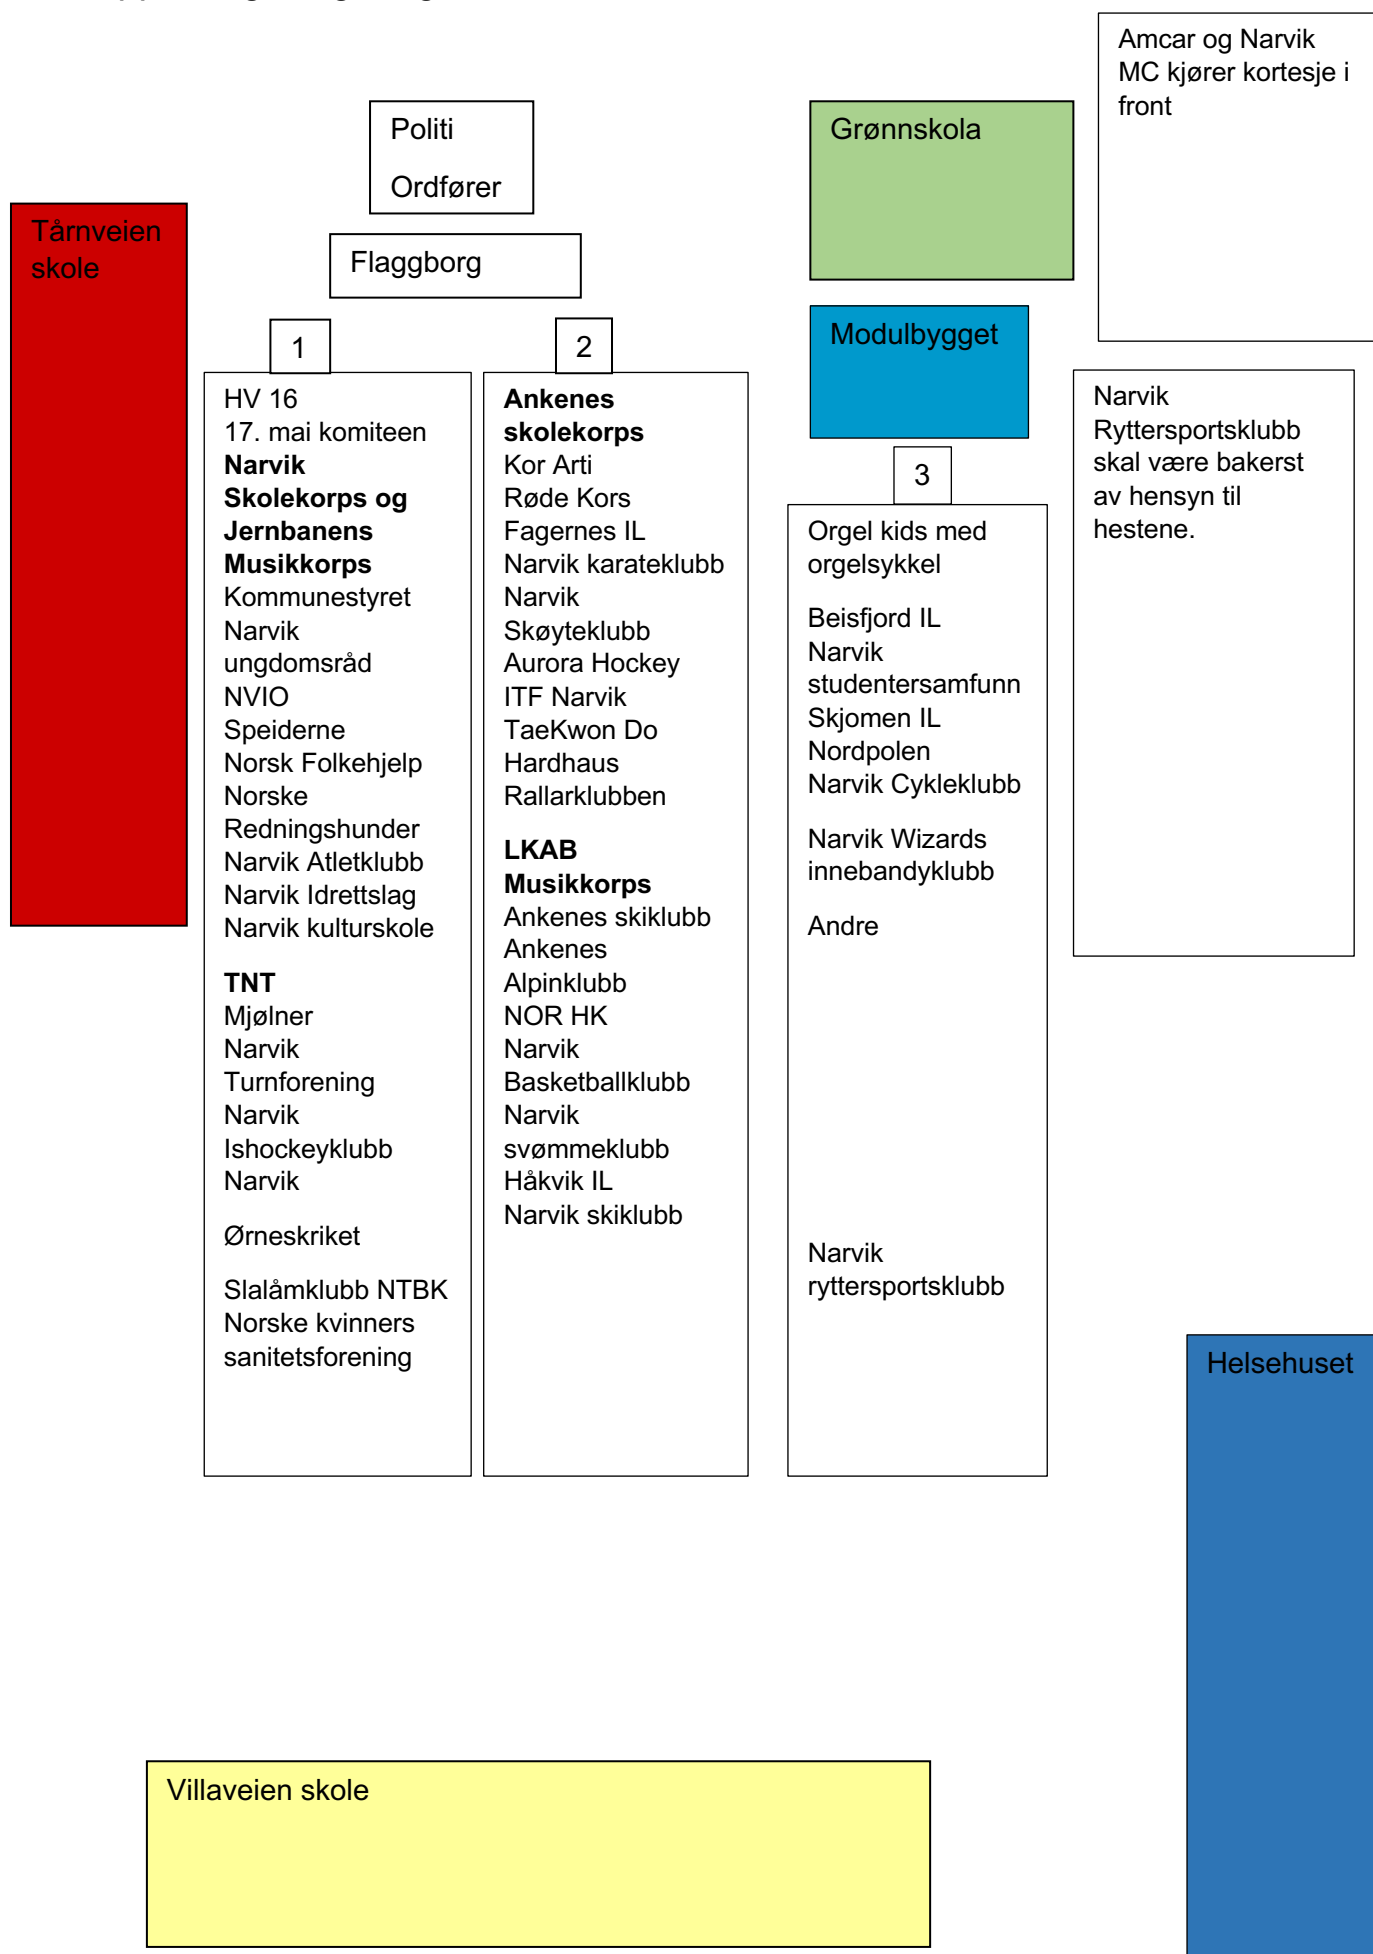 Amcar og Narvik
MC kjører kortesje i
front
Politi
Ordfører
Grønnskola
Tårnveien
skole
Flaggborg
Modulbygget
1
HV 16
17. mai komiteen
Narvik
Skolekorps og
Jernbanens
Musikkorps
Kommunestyret
Narvik
ungdomsråd
NVIO
Speiderne
Norsk Folkehjelp
Norske
Redningshunder
Narvik Atletklubb
Narvik Idrettslag
Narvik kulturskole
TNT
Mjølner
Narvik
Turnforening
Narvik
Ishockeyklubb
Narvik
Ørneskriket
Slalåmklubb NTBK
Norske kvinners
sanitetsforening
2
Ankenes
skolekorps
Kor Arti
Røde Kors
Fagernes IL
Narvik karateklubb
Narvik
Skøyteklubb
Aurora Hockey
ITF Narvik
TaeKwon Do
Hardhaus
Rallarklubben
LKAB
Musikkorps
Ankenes skiklubb
Ankenes
Alpinklubb
NOR HK
Narvik
Basketballklubb
Narvik
svømmeklubb
Håkvik IL
Narvik skiklubb
3
Orgel kids med
orgelsykkel
Beisfjord IL
Narvik
studentersamfunn
Skjomen IL
Nordpolen
Narvik Cykleklubb
Narvik Wizards
innebandyklubb
Andre
Narvik
ryttersportsklubb
Narvik
Ryttersportsklubb
skal være bakerst
av hensyn til
hestene.
Helsehuset
Villaveien skole